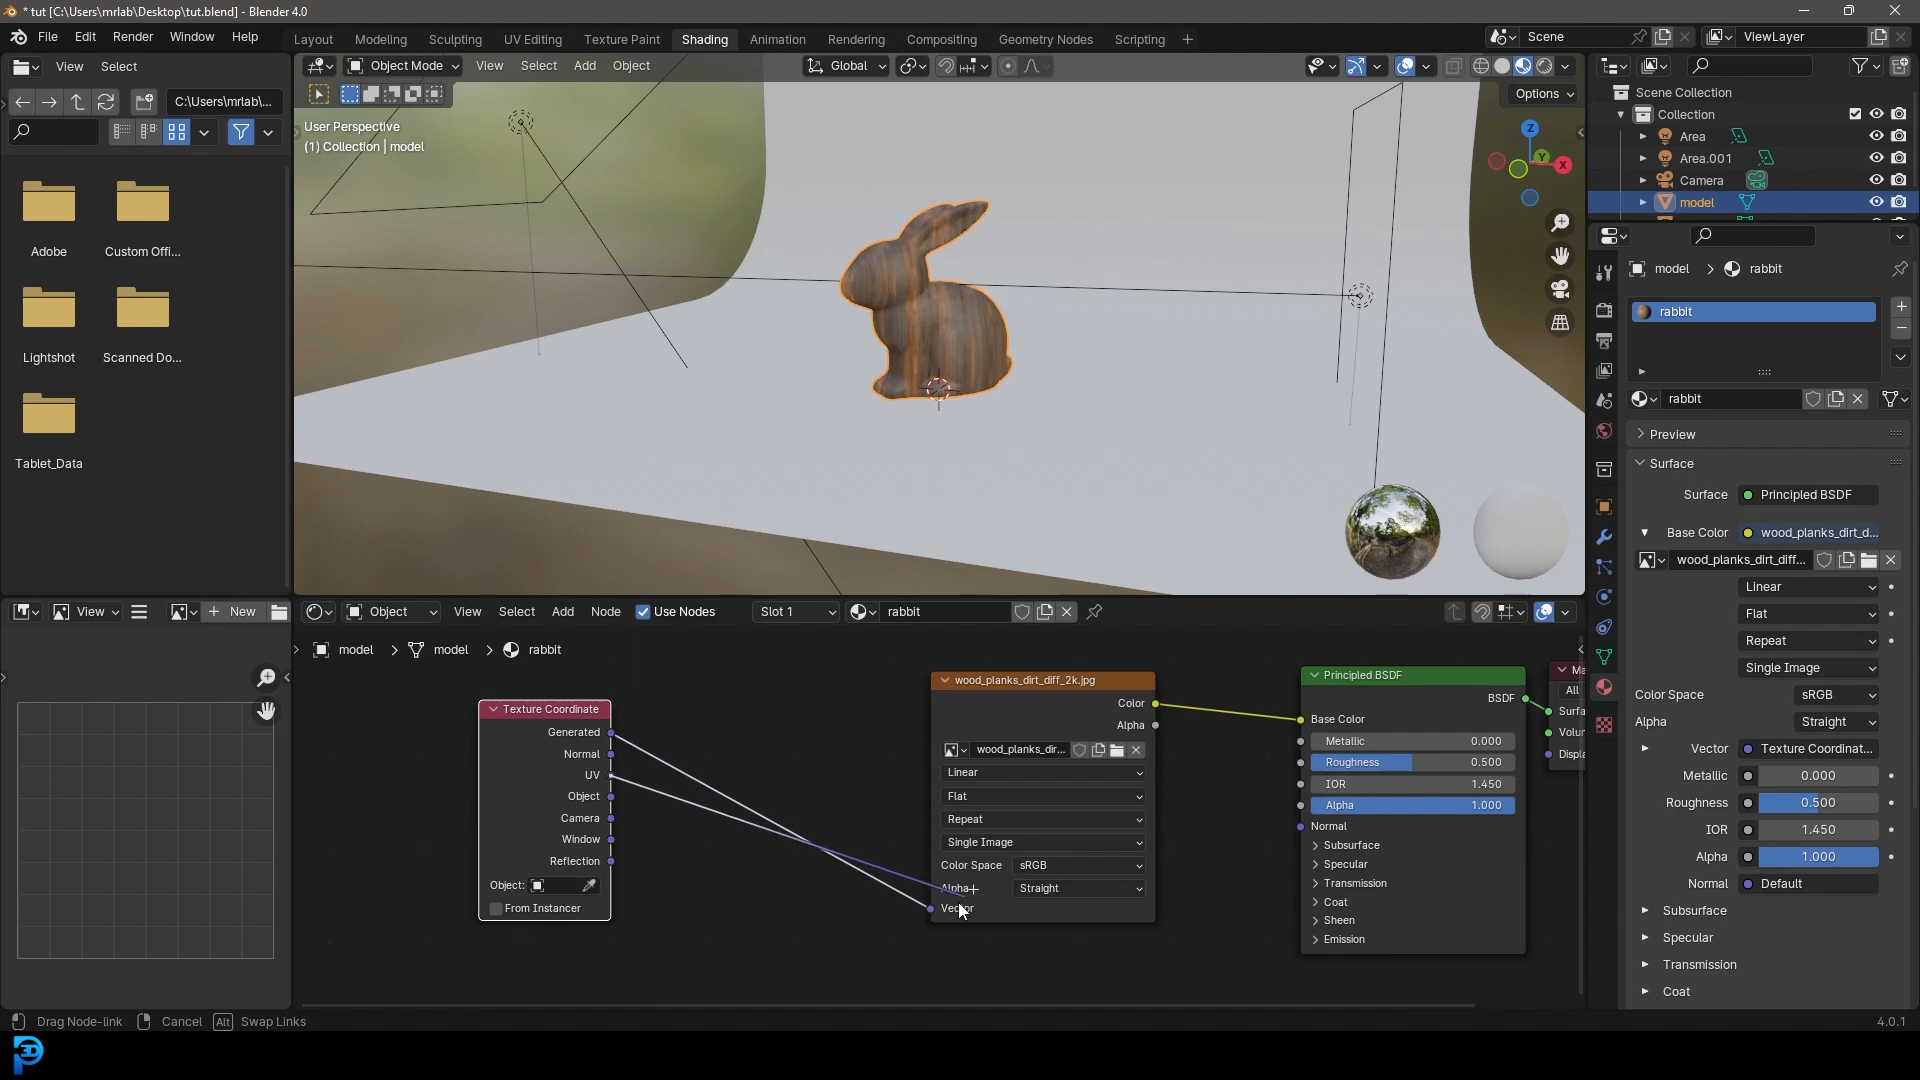 * tut [C:\Users\mrlab\Desktop\tut.blend] - Blender 4.0
File Edit Render Window Help
Layout Modeling Sculpting UV Editing Texture Paint Shading Animation Rendering Compositing Geometry Nodes Scripting +
Scene
ViewLayer
View Select
C:\Users\mrlab\...
Adobe
Custom Offi...
Lightshot
Scanned Do...
Tablet_Data
Object Mode View Select Add Object
Global
Options
User Perspective
(1) Collection | model
Z
Y
X
Scene Collection
Collection
Area
Area.001
Camera
model
model > rabbit
rabbit
rabbit
Preview
Surface
Surface Principled BSDF
Base Color wood_planks_dirt_d...
wood_planks_dirt_diff...
Linear
Flat
Repeat
Single Image
Color Space sRGB
Alpha Straight
Vector Texture Coordinat...
Metallic 0.000
Roughness 0.500
IOR 1.450
Alpha 1.000
Normal Default
Subsurface
Specular
Transmission
Coat
View
+ New
Object View Select Add Node Use Nodes Slot 1 rabbit
model > model > rabbit
Texture Coordinate
Generated
Normal
UV
Object
Camera
Window
Reflection
Object:
From Instancer
wood_planks_dirt_diff_2k.jpg
Color
Alpha
wood_planks_dir...
Linear
Flat
Repeat
Single Image
Color Space sRGB
Alpha Straight
Vector
Principled BSDF
BSDF
Base Color
Metallic 0.000
Roughness 0.500
IOR 1.450
Alpha 1.000
Normal
Subsurface
Specular
Transmission
Coat
Sheen
Emission
Ma
All
Surfa
Volur
Displa
Drag Node-link Cancel Alt Swap Links
4.0.1